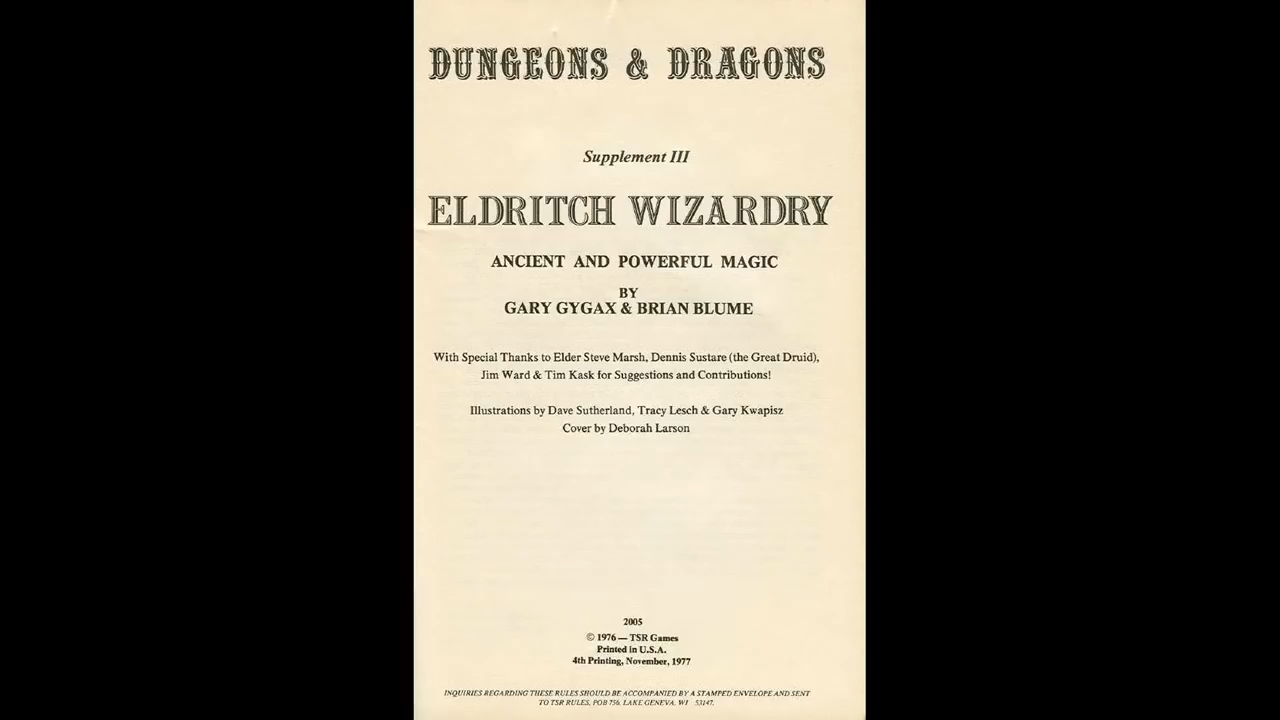 DUNGEONS & DRAGONS
Supplement III
ELDRITCH WIZARDRY
ANCIENT AND POWERFUL MAGIC
BY
GARY GYGAX & BRIAN BLUME
With Special Thanks to Elder Steve Marsh, Dennis Sustare (the Great Druid),
Jim Ward & Tim Kask for Suggestions and Contributions!
Illustrations by Dave Sutherland, Tracy Lesch & Gary Kwapisz
Cover by Deborah Larson
2005
© 1976 — TSR Games
Printed in U.S.A.
4th Printing, November, 1977
INQUIRIES REGARDING THESE RULES SHOULD BE ACCOMPANIED BY A STAMPED ENVELOPE AND SENT
TO TSR RULES, POB 756, LAKE GENEVA, WI 53147.